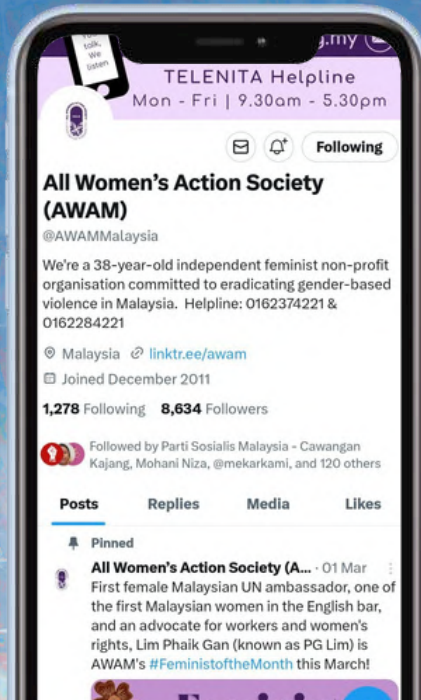 Your
talk,
We
listen
g.my
TELENITA Helpline
Mon - Fri | 9.30am - 5.30pm
Following
All Women's Action Society
(AWAM)
@AWAMMalaysia
We're a 38-year-old independent feminist non-profit
organisation committed to eradicating gender-based
violence in Malaysia. Helpline: 0162374221 &
0162284221
Malaysia linktr.ee/awam
Joined December 2011
1,278 Following 8,634 Followers
Followed by Parti Sosialis Malaysia - Cawangan
Kajang, Mohani Niza, @mekarkami, and 120 others
Posts Replies Media Likes
Pinned
All Women's Action Society (A... · 01 Mar
First female Malaysian UN ambassador, one of
the first Malaysian women in the English bar,
and an advocate for workers and women's
rights, Lim Phaik Gan (known as PG Lim) is
AWAM's #FeministoftheMonth this March!